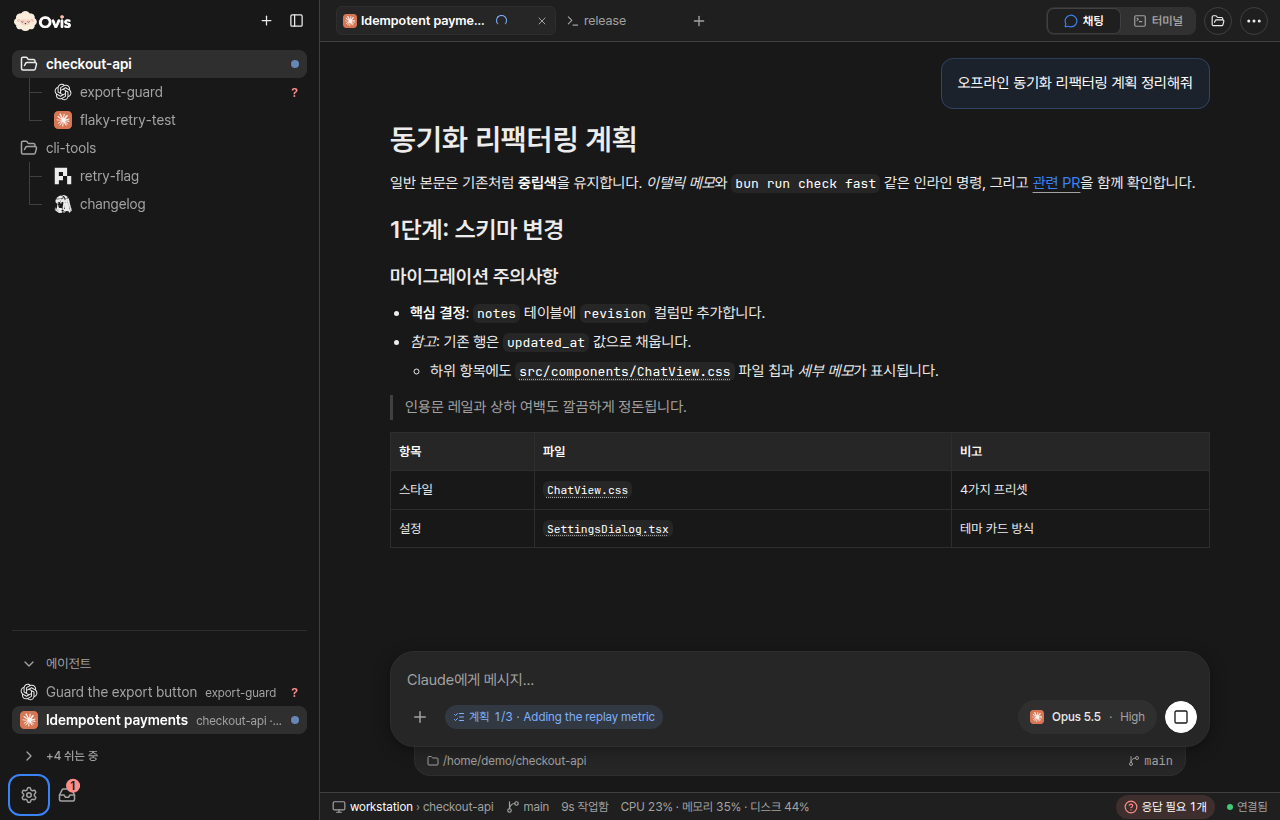 Ovis
checkout-api
export-guard ?
flaky-retry-test
cli-tools
retry-flag
changelog
에이전트
Guard the export button export-guard ?
Idempotent payments checkout-api ·...
+4 쉬는 중
1
Idempotent payme...
release
채팅
터미널
오프라인 동기화 리팩터링 계획 정리해줘
동기화 리팩터링 계획
일반 본문은 기존처럼 중립색을 유지합니다. 이탤릭 메모와 bun run check fast 같은 인라인 명령, 그리고 관련 PR을 함께 확인합니다.
1단계: 스키마 변경
마이그레이션 주의사항
핵심 결정: notes 테이블에 revision 컬럼만 추가합니다.
참고: 기존 행은 updated_at 값으로 채웁니다.
하위 항목에도 src/components/ChatView.css 파일 칩과 세부 메모가 표시됩니다.
인용문 레일과 상하 여백도 깔끔하게 정돈됩니다.
항목 파일 비고
스타일 ChatView.css 4가지 프리셋
설정 SettingsDialog.tsx 테마 카드 방식
Claude에게 메시지...
계획 1/3 · Adding the replay metric
Opus 5.5 · High
/home/demo/checkout-api
main
workstation › checkout-api main 9s 작업함 CPU 23% · 메모리 35% · 디스크 44%
응답 필요 1개
연결됨